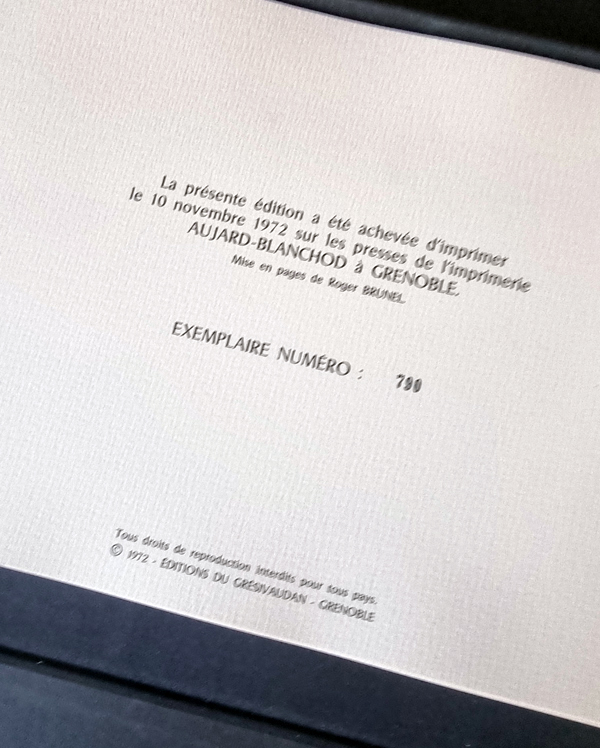 La présente édition a été achevée d'imprimer
le 10 novembre 1972 sur les presses de l'imprimerie
AUJARD-BLANCHOD à GRENOBLE.
Mise en pages de Roger BRUNEL
EXEMPLAIRE NUMÉRO : 790
Tous droits de reproduction interdits pour tous pays.
© 1972 - EDITIONS DU GRÉSIVAUDAN - GRENOBLE